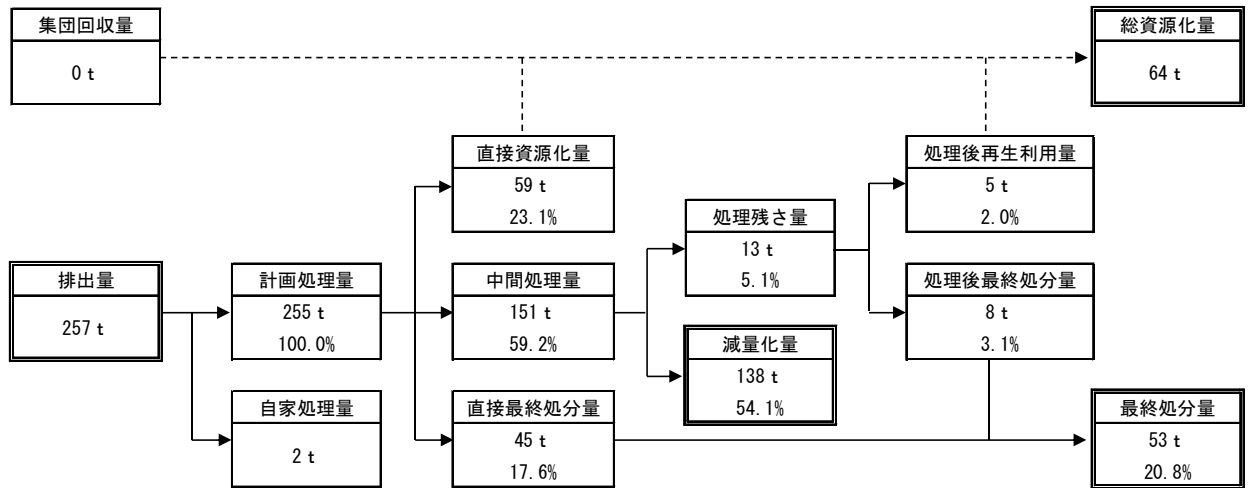 集団回収量
0 t
総資源化量
64 t
直接資源化量
59 t
23.1%
処理後再生利用量
5 t
2.0%
処理残さ量
13 t
5.1%
排出量
257 t
計画処理量
255 t
100.0%
中間処理量
151 t
59.2%
処理後最終処分量
8 t
3.1%
減量化量
138 t
54.1%
自家処理量
2 t
直接最終処分量
45 t
17.6%
最終処分量
53 t
20.8%